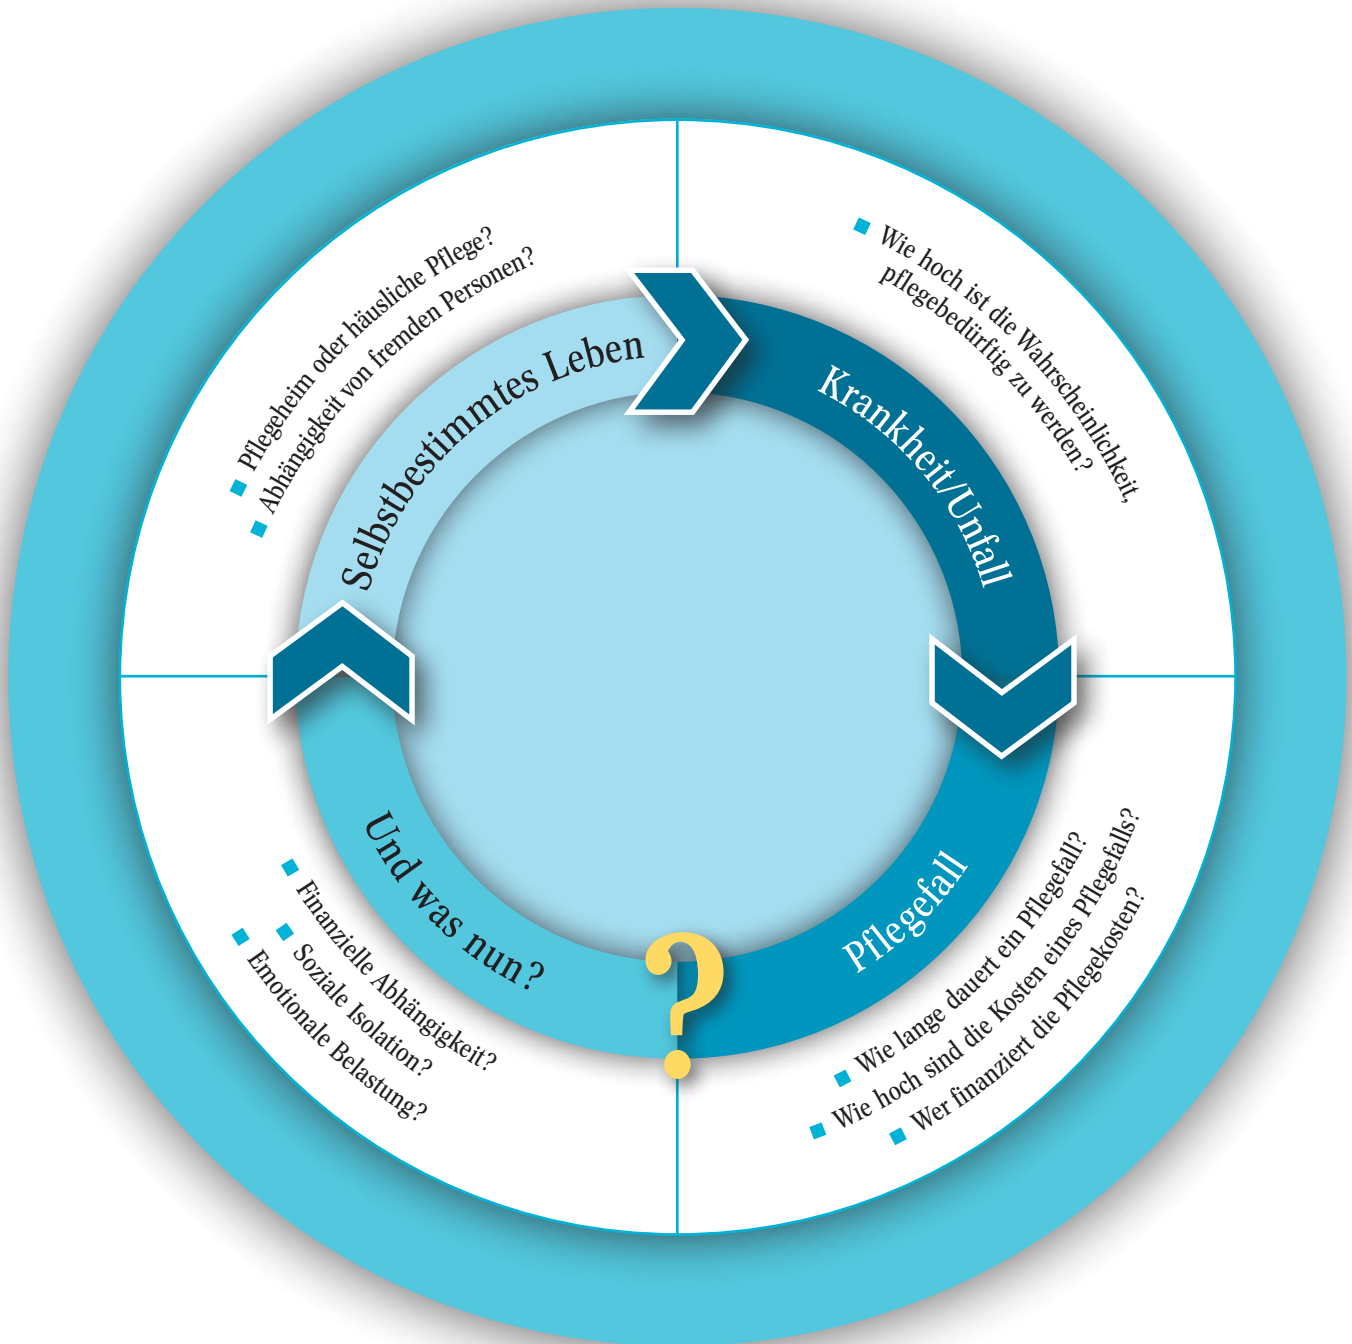 Selbstbestimmtes Leben
■ Pflegeheim oder häusliche Pflege?
■ Abhängigkeit von fremden Personen?
Krankheit/Unfall
■ Wie hoch ist die Wahrscheinlichkeit,
pflegebedürftig zu werden?
Pflegefall
■ Wie lange dauert ein Pflegefall?
■ Wie hoch sind die Kosten eines Pflegefalls?
■ Wer finanziert die Pflegekosten?
?
Und was nun?
■ Finanzielle Abhängigkeit?
■ Soziale Isolation?
■ Emotionale Belastung?